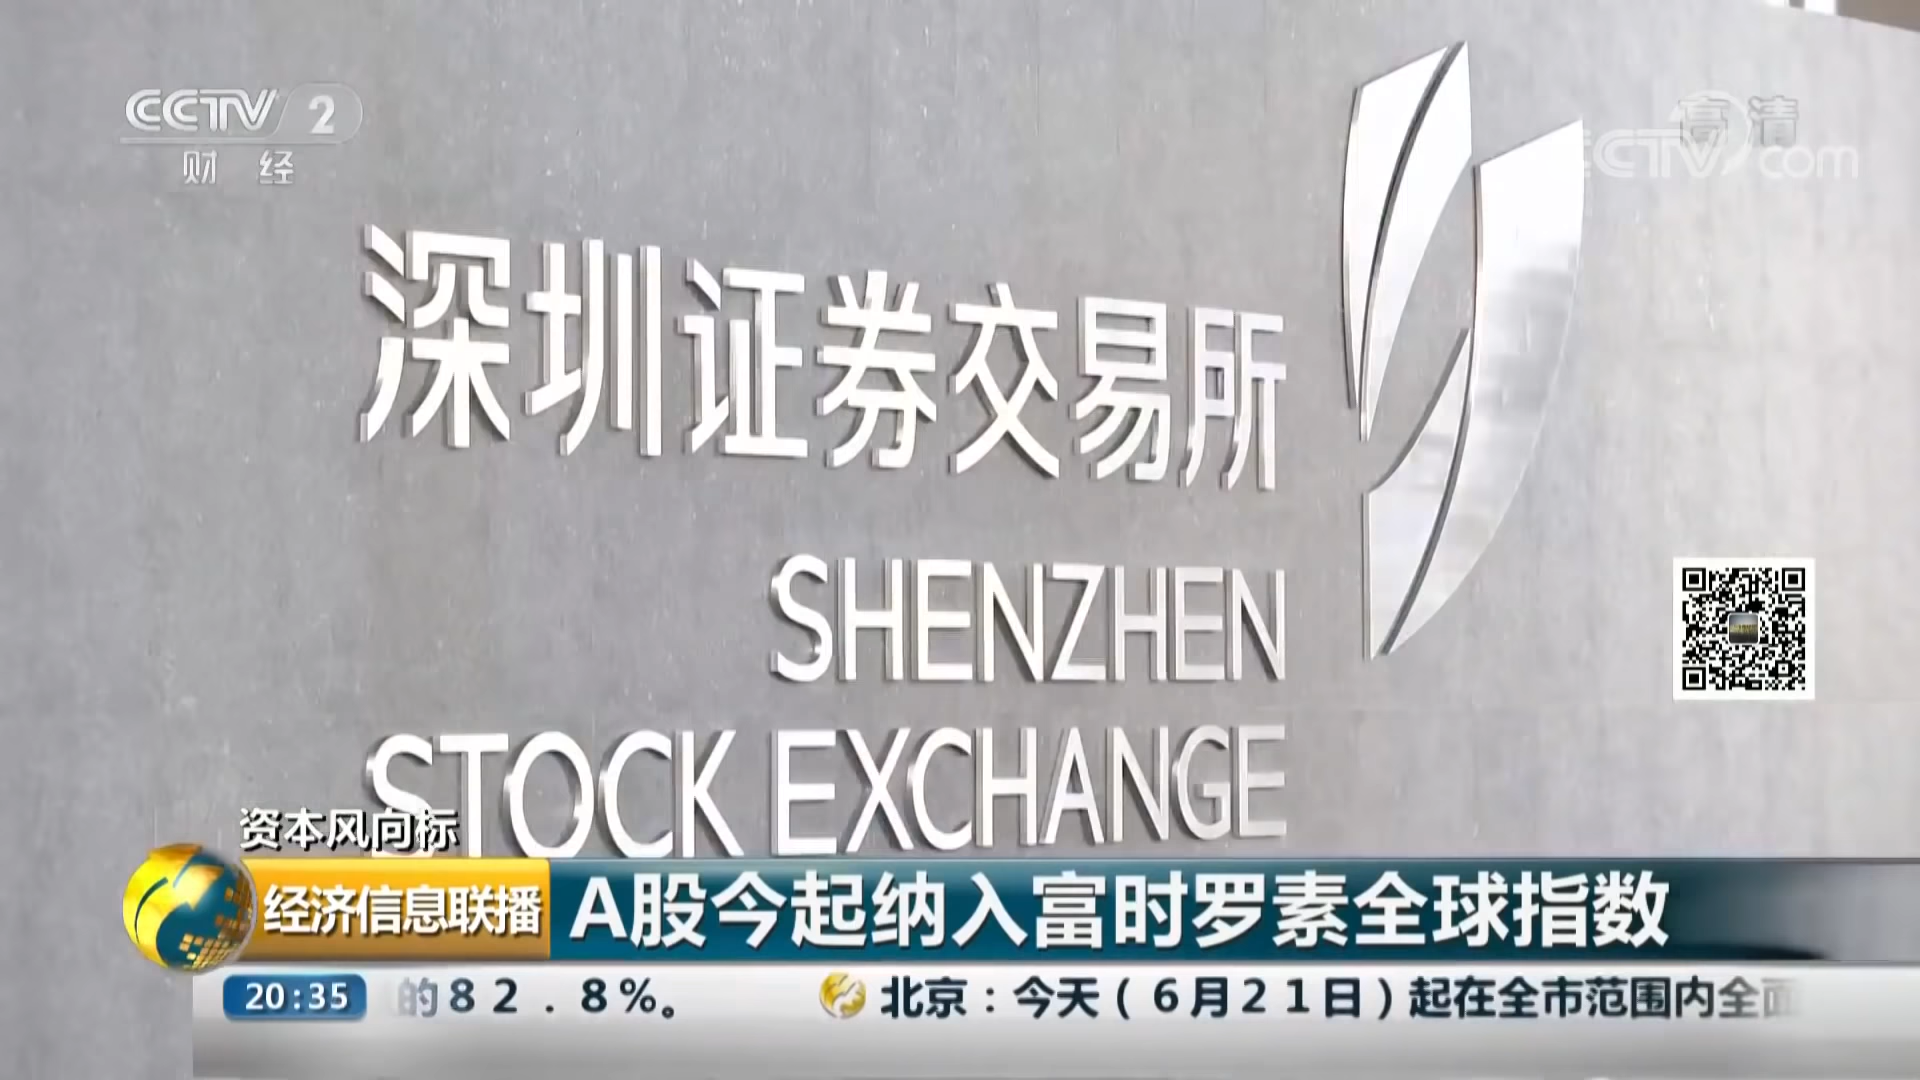 CCTV 2
财经
高清
CCTV.com
深圳证券交易所
SHENZHEN
STOCK EXCHANGE
资本风向标
经济信息联播
A股今起纳入富时罗素全球指数
20:35
的82.8%。
北京：今天（6月21日）起在全市范围内全面